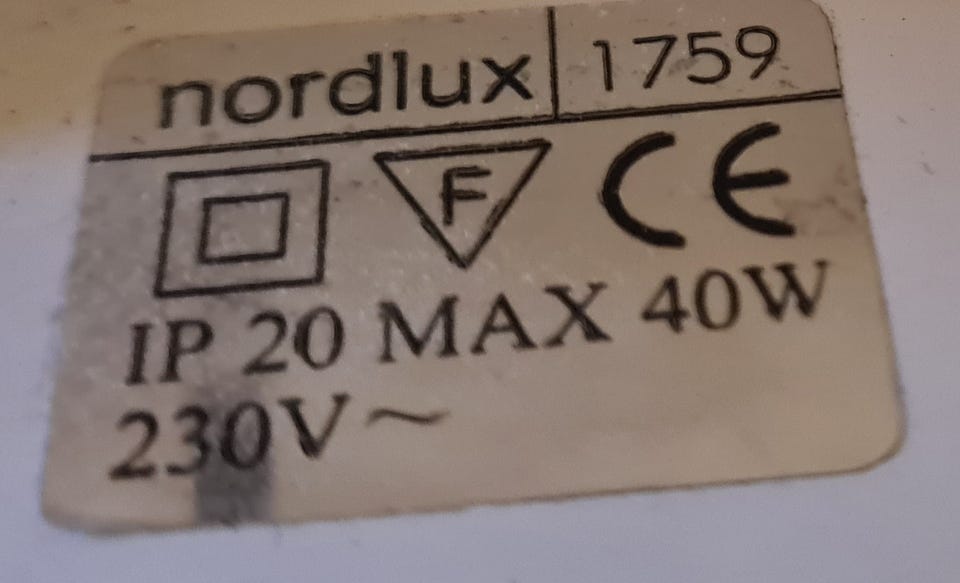 nordlux 1759
F CE
IP 20 MAX 40W
230V~